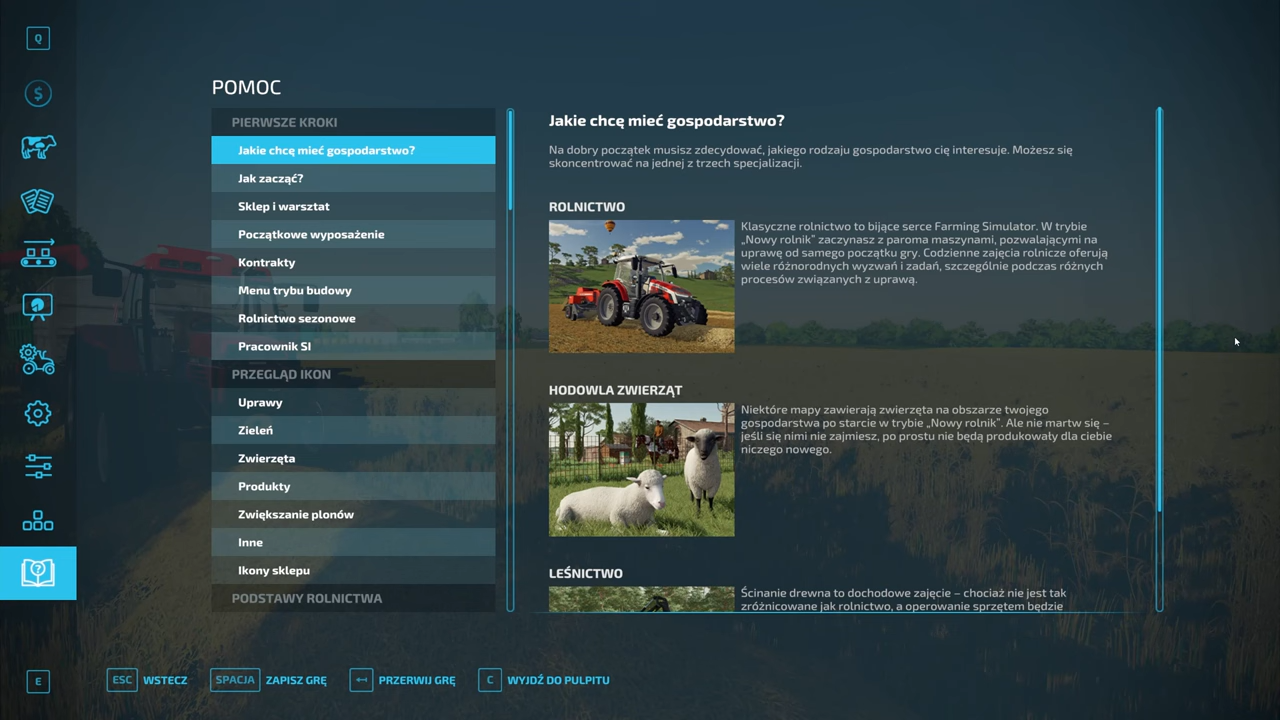 Q
POMOC
PIERWSZE KROKI
Jakie chcę mieć gospodarstwo?
Jak zacząć?
Sklep i warsztat
Początkowe wyposażenie
Kontrakty
Menu trybu budowy
Rolnictwo sezonowe
Pracownik SI
PRZEGLĄD IKON
Uprawy
Zieleń
Zwierzęta
Produkty
Zwiększanie plonów
Inne
Ikony sklepu
PODSTAWY ROLNICTWA
Jakie chcę mieć gospodarstwo?
Na dobry początek musisz zdecydować, jakiego rodzaju gospodarstwo cię interesuje. Możesz się
skoncentrować na jednej z trzech specjalizacji.
ROLNICTWO
Klasyczne rolnictwo to bijące serce Farming Simulator. W trybie
„Nowy rolnik” zaczynasz z paroma maszynami, pozwalającymi na
uprawę od samego początku gry. Codzienne zajęcia rolnicze oferują
wiele różnorodnych wyzwań i zadań, szczególnie podczas różnych
procesów związanych z uprawą.
HODOWLA ZWIERZĄT
Niektóre mapy zawierają zwierzęta na obszarze twojego
gospodarstwa po starcie w trybie „Nowy rolnik”. Ale nie martw się –
jeśli się nimi nie zajmiesz, po prostu nie będą produkowały dla ciebie
niczego nowego.
LEŚNICTWO
Ścinanie drewna to dochodowe zajęcie – chociaż nie jest tak
zróżnicowane jak rolnictwo, a operowanie sprzętem będzie
E
ESC WSTECZ SPACJA ZAPISZ GRĘ PRZERWIJ GRĘ C WYJDŹ DO PULPITU